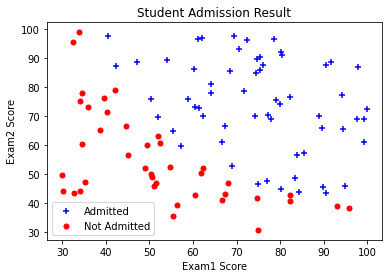 Student Admission Result
100
90
80
70
60
50
40
30
Exam2 Score
Admitted
Not Admitted
30 40 50 60 70 80 90 100
Exam1 Score